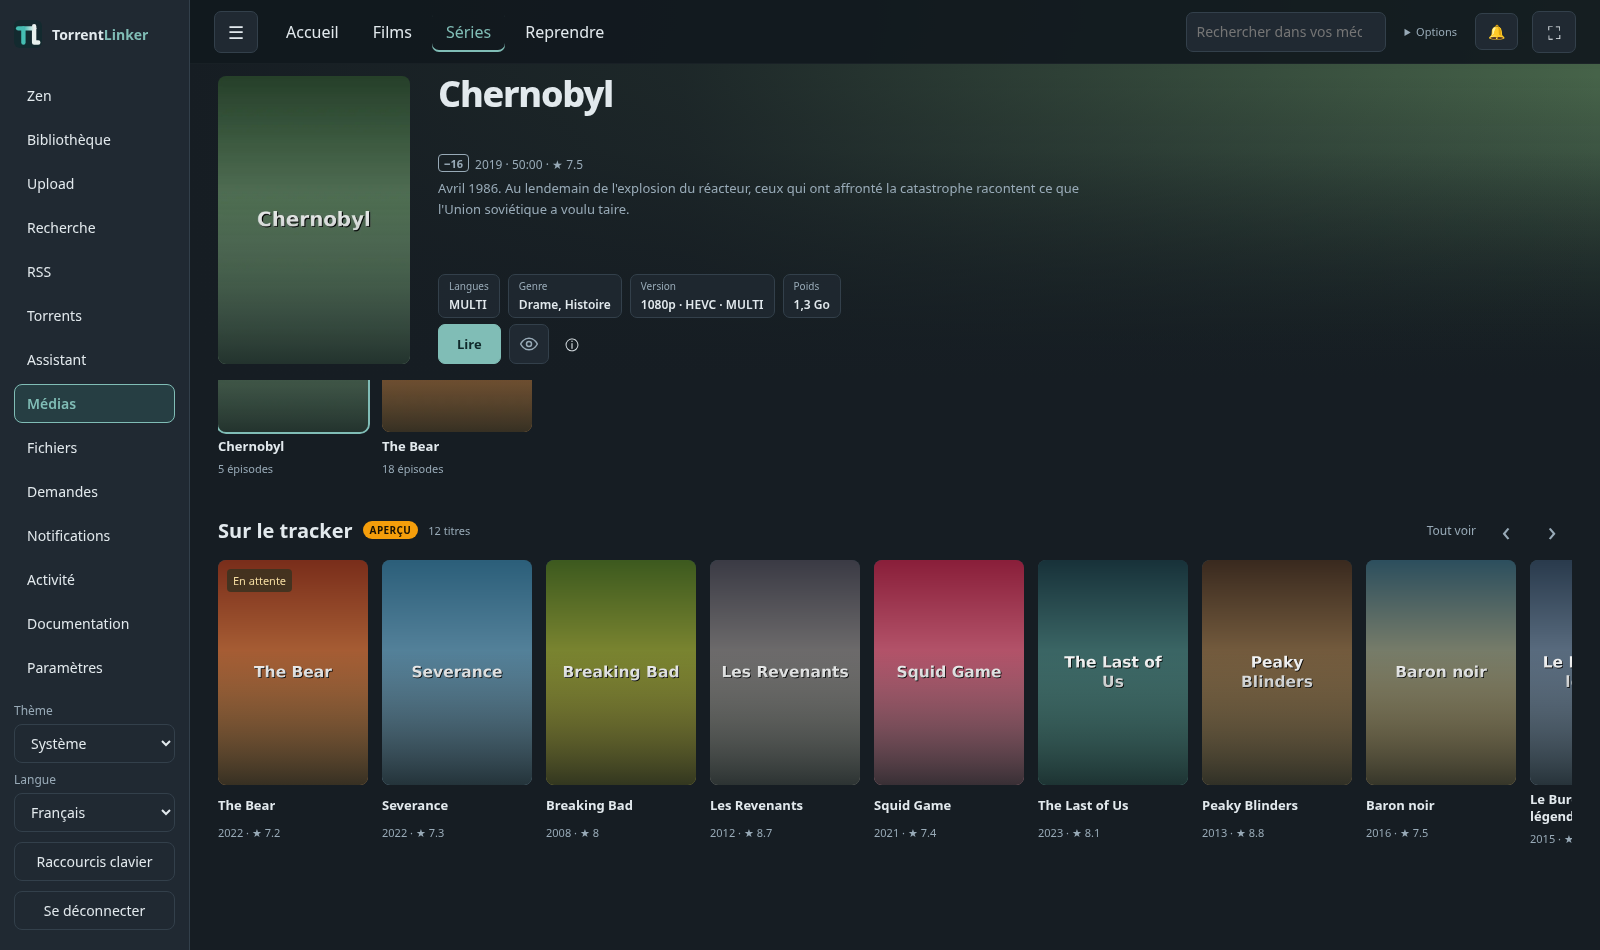 TorrentLinker
☰
Accueil
Films
Séries
Reprendre
Rechercher dans vos méc
Options
Zen
Bibliothèque
Upload
Recherche
RSS
Torrents
Assistant
Médias
Fichiers
Demandes
Notifications
Activité
Documentation
Paramètres
Thème
Système
Langue
Français
Raccourcis clavier
Se déconnecter
Chernobyl
Chernobyl
−16 2019 · 50:00 · ★ 7.5
Avril 1986. Au lendemain de l'explosion du réacteur, ceux qui ont affronté la catastrophe racontent ce que
l'Union soviétique a voulu taire.
Langues
MULTI
Genre
Drame, Histoire
Version
1080p · HEVC · MULTI
Poids
1,3 Go
Lire
Chernobyl
5 épisodes
The Bear
18 épisodes
Sur le tracker APERÇU 12 titres
Tout voir ‹ ›
En attente
The Bear
Severance
Breaking Bad
Les Revenants
Squid Game
The Last of
Us
Peaky
Blinders
Baron noir
Le
The Bear
2022 · ★ 7.2
Severance
2022 · ★ 7.3
Breaking Bad
2008 · ★ 8
Les Revenants
2012 · ★ 8.7
Squid Game
2021 · ★ 7.4
The Last of Us
2023 · ★ 8.1
Peaky Blinders
2013 · ★ 8.8
Baron noir
2016 · ★ 7.5
Le Bur
légend
2015 · ★